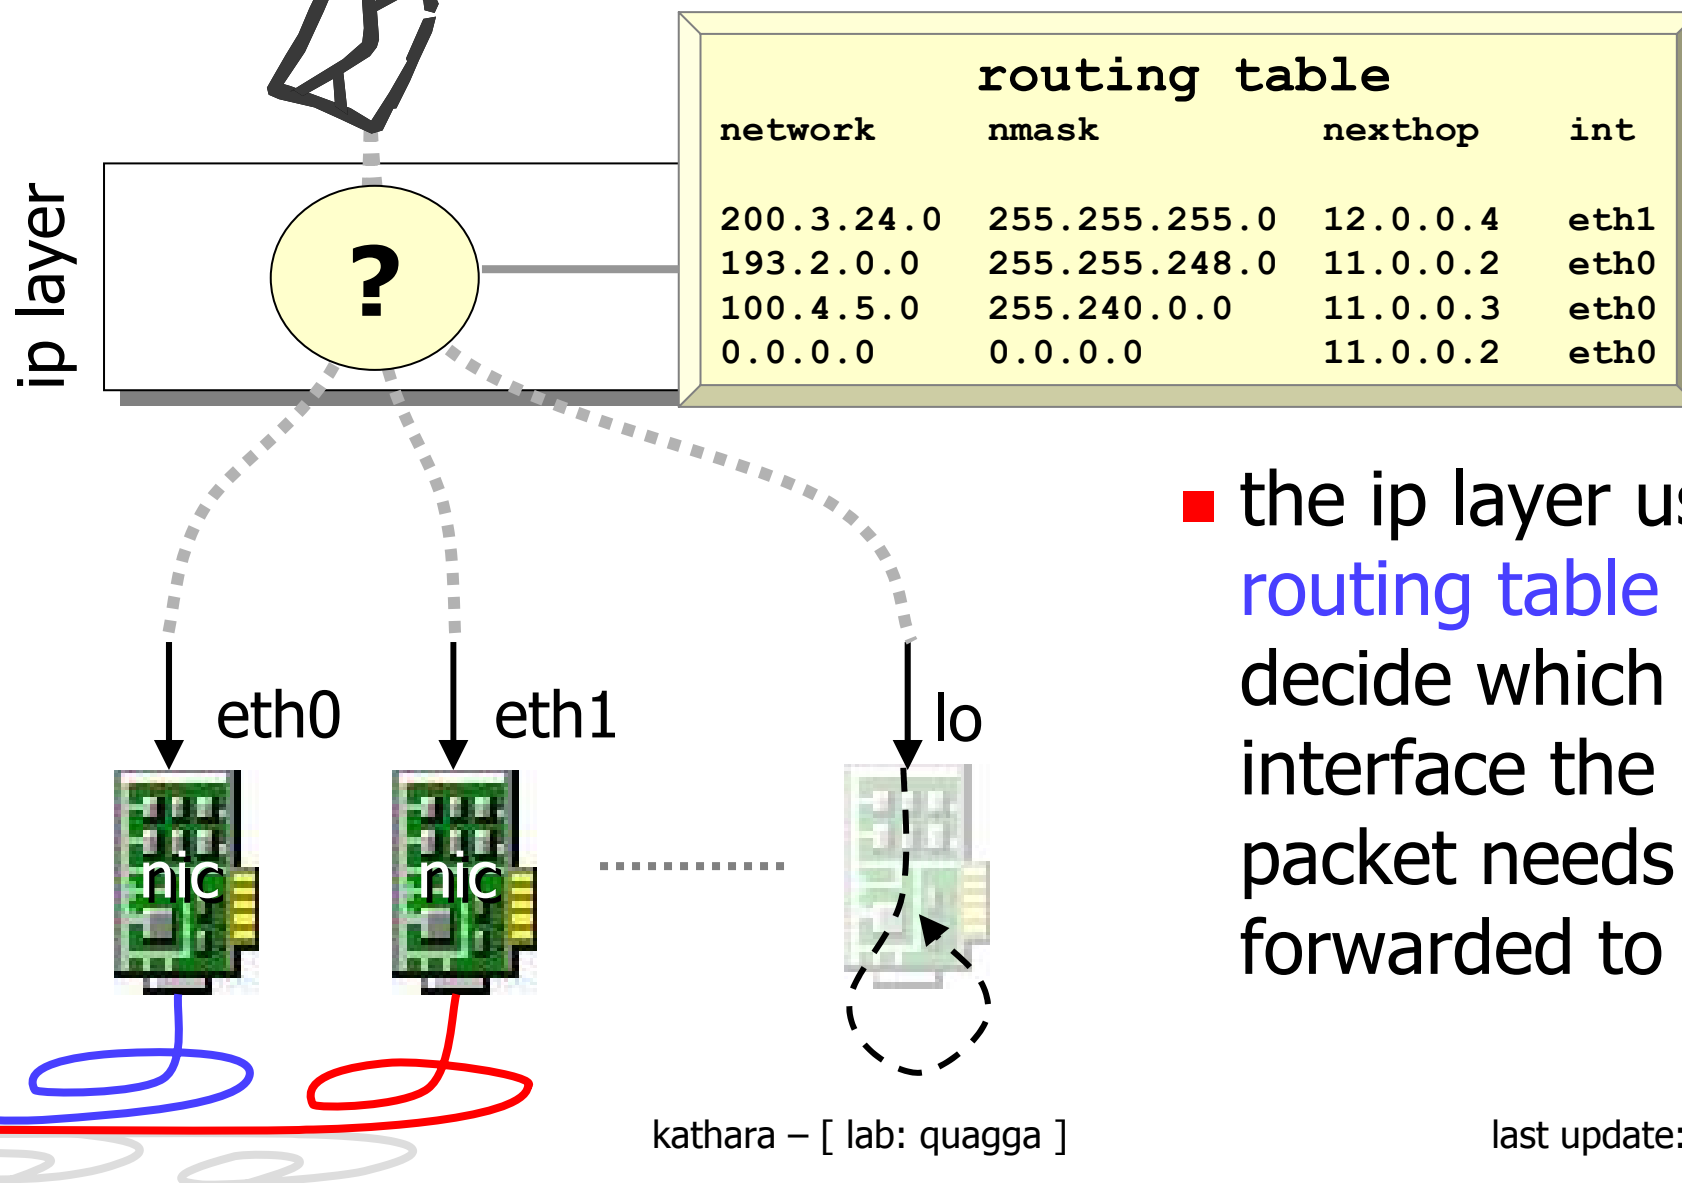 routing table
network nmask nexthop int
200.3.24.0 255.255.255.0 12.0.0.4 eth1
193.2.0.0 255.255.248.0 11.0.0.2 eth0
100.4.5.0 255.240.0.0 11.0.0.3 eth0
0.0.0.0 0.0.0.0 11.0.0.2 eth0
ip layer
?
the ip layer
routing table
decide which
interface the
packet needs
forwarded to
eth0 eth1 lo
nic nic
kathara – [ lab: quagga ]
last update: